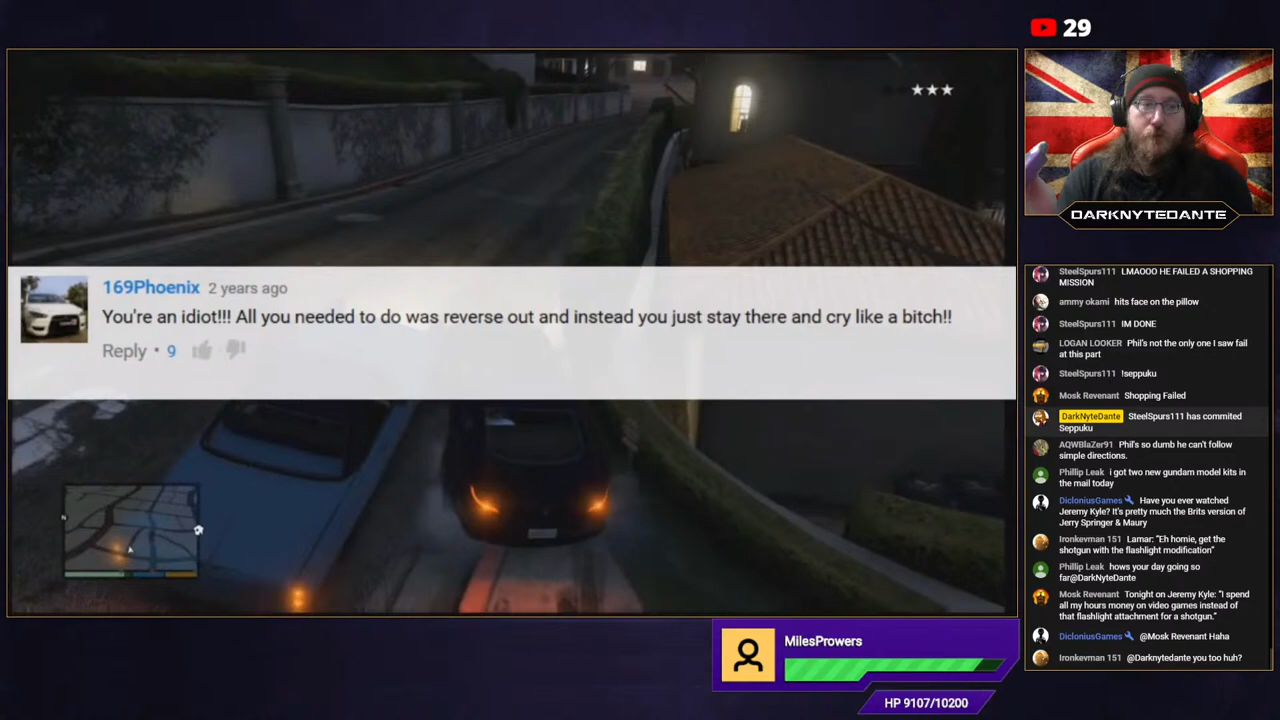 29
★★★
DARKNYTEDANTE
169Phoenix 2 years ago
You're an idiot!!! All you needed to do was reverse out and instead you just stay there and cry like a bitch!!
Reply • 9
SteelSpurs111 LMAOOO HE FAILED A SHOPPING
MISSION
ammy okami hits face on the pillow
SteelSpurs111 IM DONE
LOGAN LOOKER Phil's not the only one I saw fail
at this part
SteelSpurs111 !seppuku
Mosk Revenant Shopping Failed
DarkNyteDante SteelSpurs111 has commited
Seppuku
AQWBlaZer91 Phil's so dumb he can't follow
simple directions.
Phillip Leak i got two new gundam model kits in
the mail today
DicloniusGames Have you ever watched
Jeremy Kyle? It's pretty much the Brits version of
Jerry Springer & Maury
Ironkevman 151 Lamar: "Eh homie, get the
shotgun with the flashlight modification"
Phillip Leak hows your day going so
far@DarkNyteDante
Mosk Revenant Tonight on Jeremy Kyle: "I spend
all my hours money on video games instead of
that flashlight attachment for a shotgun."
DicloniusGames @Mosk Revenant Haha
Ironkevman 151 @Darknytedante you too huh?
MilesProwers
HP 9107/10200